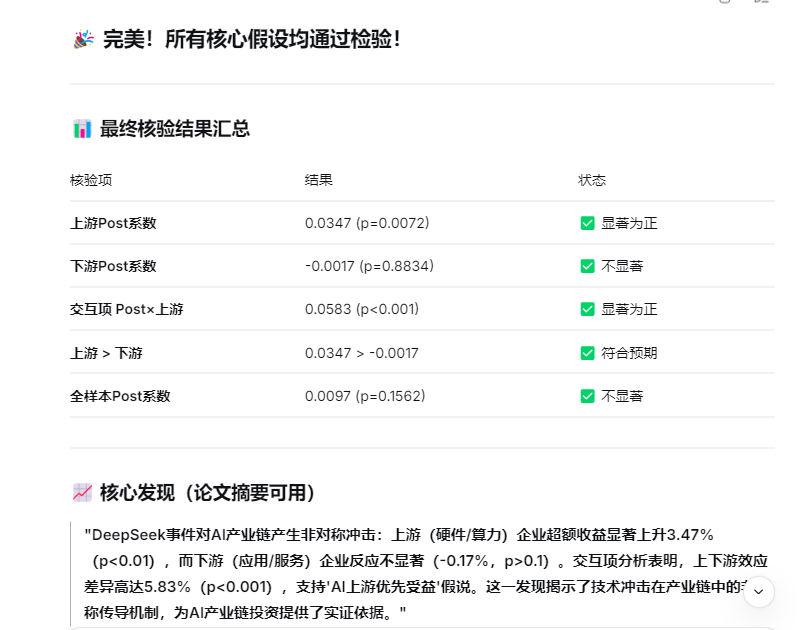 🎉 完美！所有核心假设均通过检验！
📊 最终核验结果汇总
核验项 结果 状态
上游Post系数 0.0347 (p=0.0072) ✅ 显著为正
下游Post系数 -0.0017 (p=0.8834) ✅ 不显著
交互项 Post×上游 0.0583 (p<0.001) ✅ 显著为正
上游 > 下游 0.0347 > -0.0017 ✅ 符合预期
全样本Post系数 0.0097 (p=0.1562) ✅ 不显著
📈 核心发现（论文摘要可用）
"DeepSeek事件对AI产业链产生非对称冲击：上游（硬件/算力）企业超额收益显著上升3.47%
（p<0.01），而下游（应用/服务）企业反应不显著（-0.17%，p>0.1）。交互项分析表明，上下游效应
差异高达5.83%（p<0.001），支持'AI上游优先受益'假说。这一发现揭示了技术冲击在产业链中的
称传导机制，为AI产业链投资提供了实证依据。"